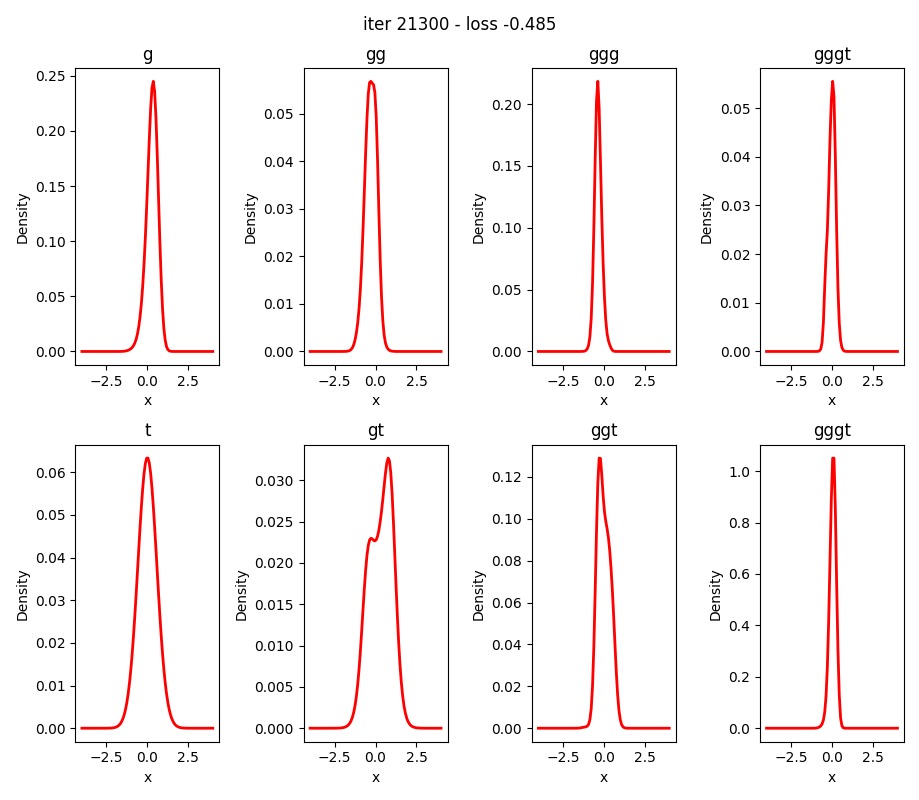 iter 21300 - loss -0.485
g
gg
ggg
gggt
0.25
0.20
0.15
0.10
0.05
0.00
Density
−2.5 0.0 2.5
x
0.05
0.04
0.03
0.02
0.01
0.00
Density
−2.5 0.0 2.5
x
0.20
0.15
0.10
0.05
0.00
Density
−2.5 0.0 2.5
x
0.05
0.04
0.03
0.02
0.01
0.00
Density
−2.5 0.0 2.5
x
t
gt
ggt
gggt
0.06
0.05
0.04
0.03
0.02
0.01
0.00
Density
−2.5 0.0 2.5
x
0.030
0.025
0.020
0.015
0.010
0.005
0.000
Density
−2.5 0.0 2.5
x
0.12
0.10
0.08
0.06
0.04
0.02
0.00
Density
−2.5 0.0 2.5
x
1.0
0.8
0.6
0.4
0.2
0.0
Density
−2.5 0.0 2.5
x